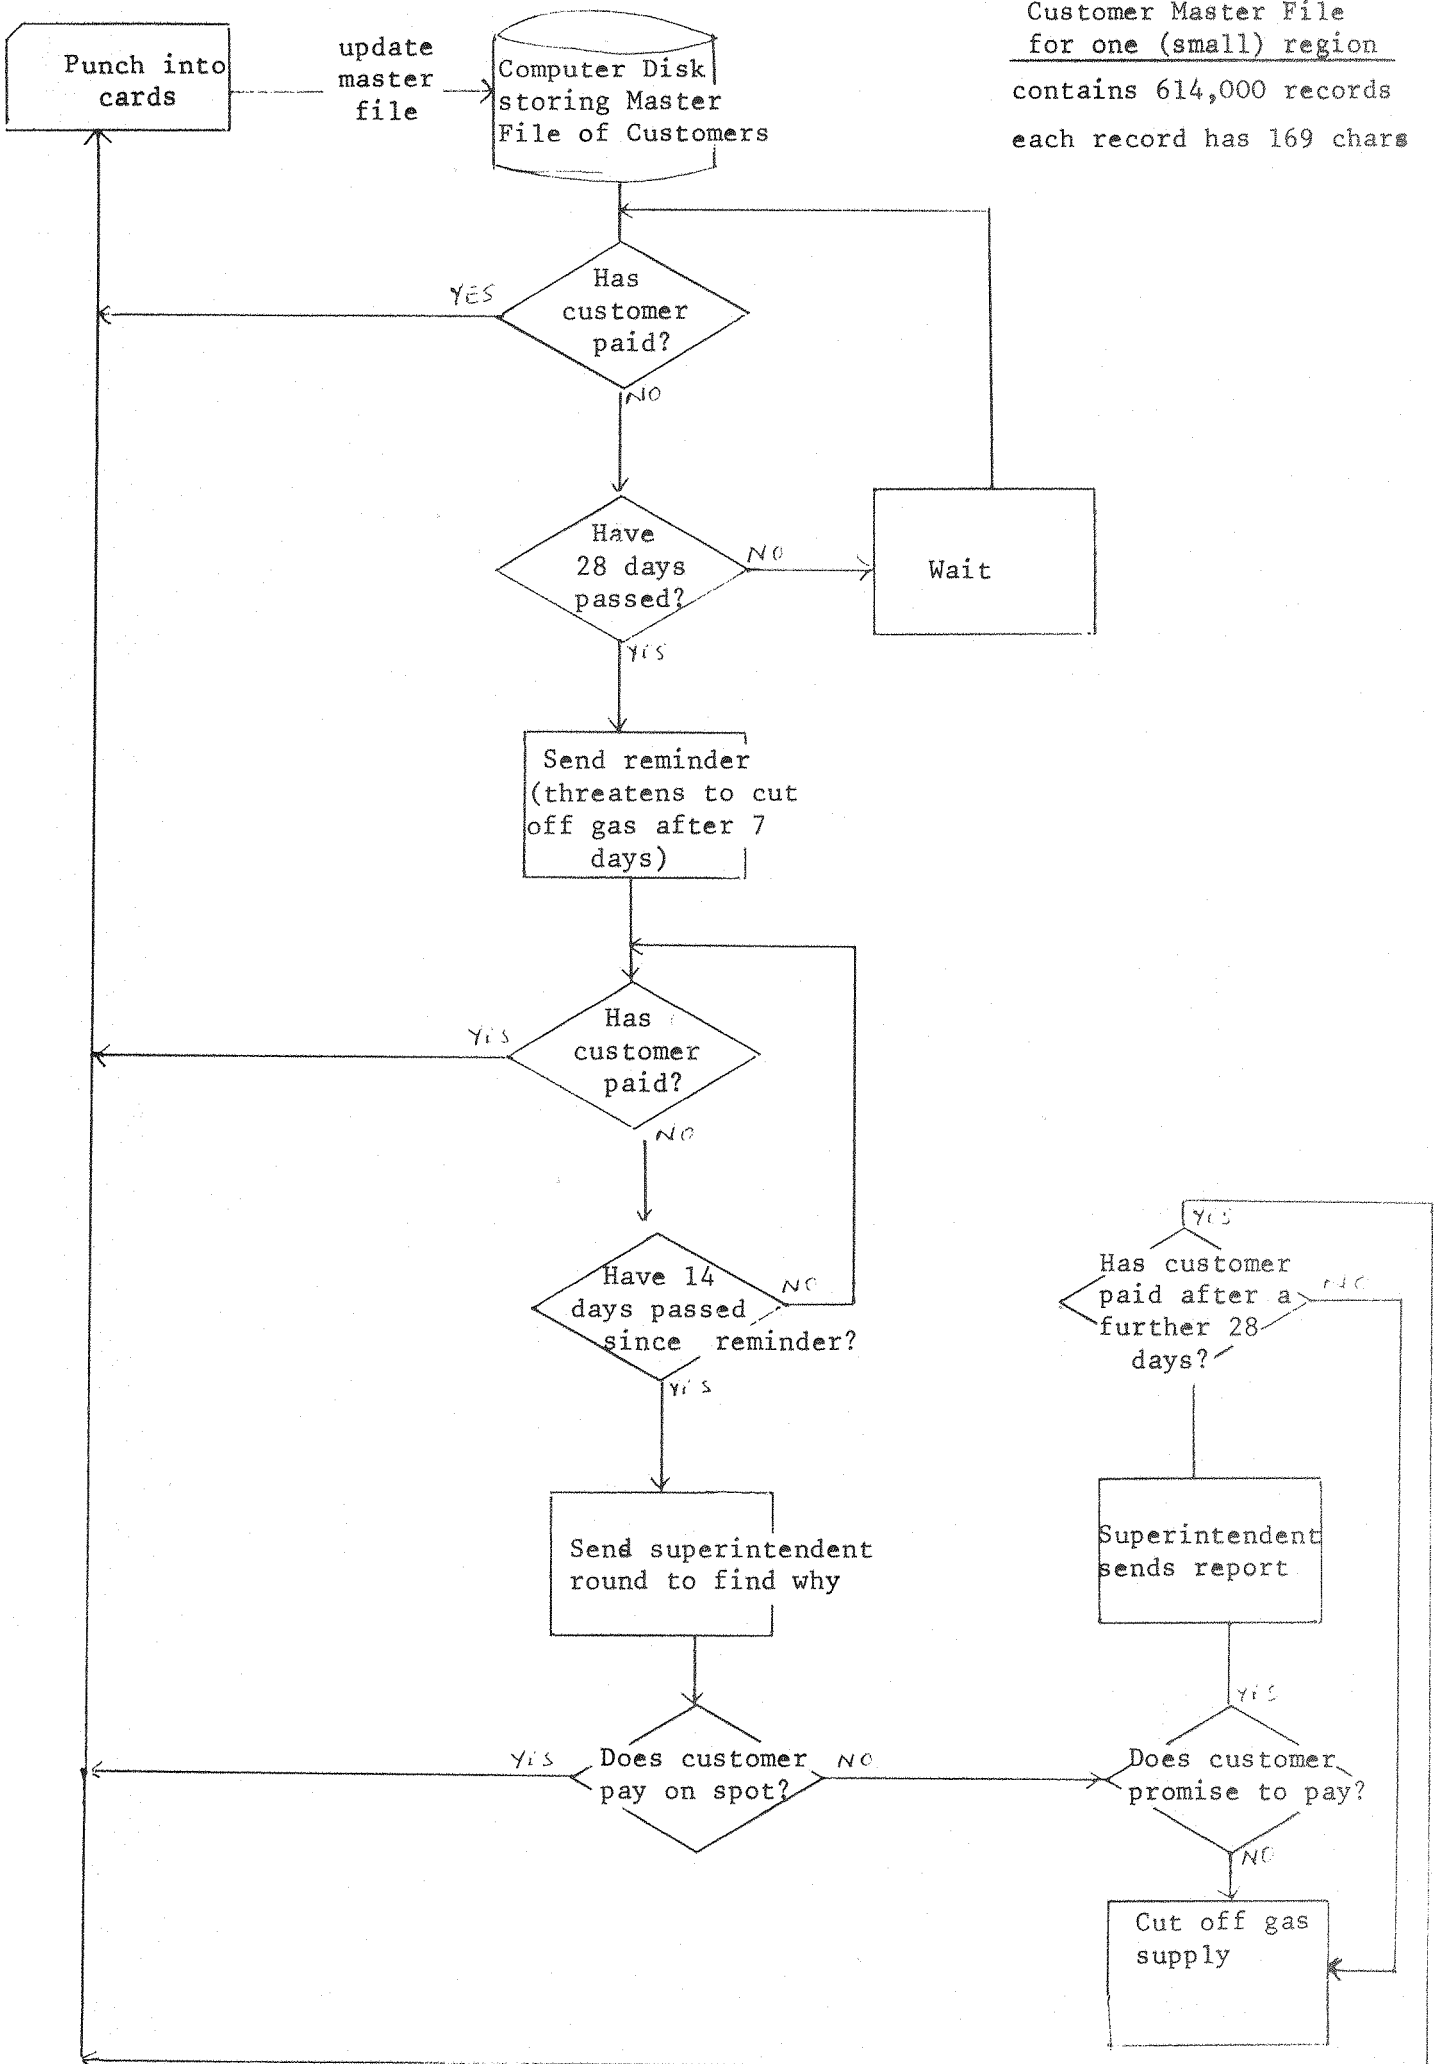 Punch into
cards
update
master
file
Computer Disk
storing Master
File of Customers
Customer Master File
for one (small) region
contains 614,000 records
each record has 169 chars
Has
customer
paid?
YES
NO
Have
28 days
passed?
NO
Wait
YES
Send reminder
(threatens to cut
off gas after 7
days)
Has
customer
paid?
YES
NO
Have 14
days passed
since reminder?
NO
YES
Send superintendent
round to find why
Does customer
pay on spot?
YES
NO
Does customer
promise to pay?
YES
NO
Superintendent
sends report
Has customer
paid after a
further 28
days?
YES
NO
Cut off gas
supply